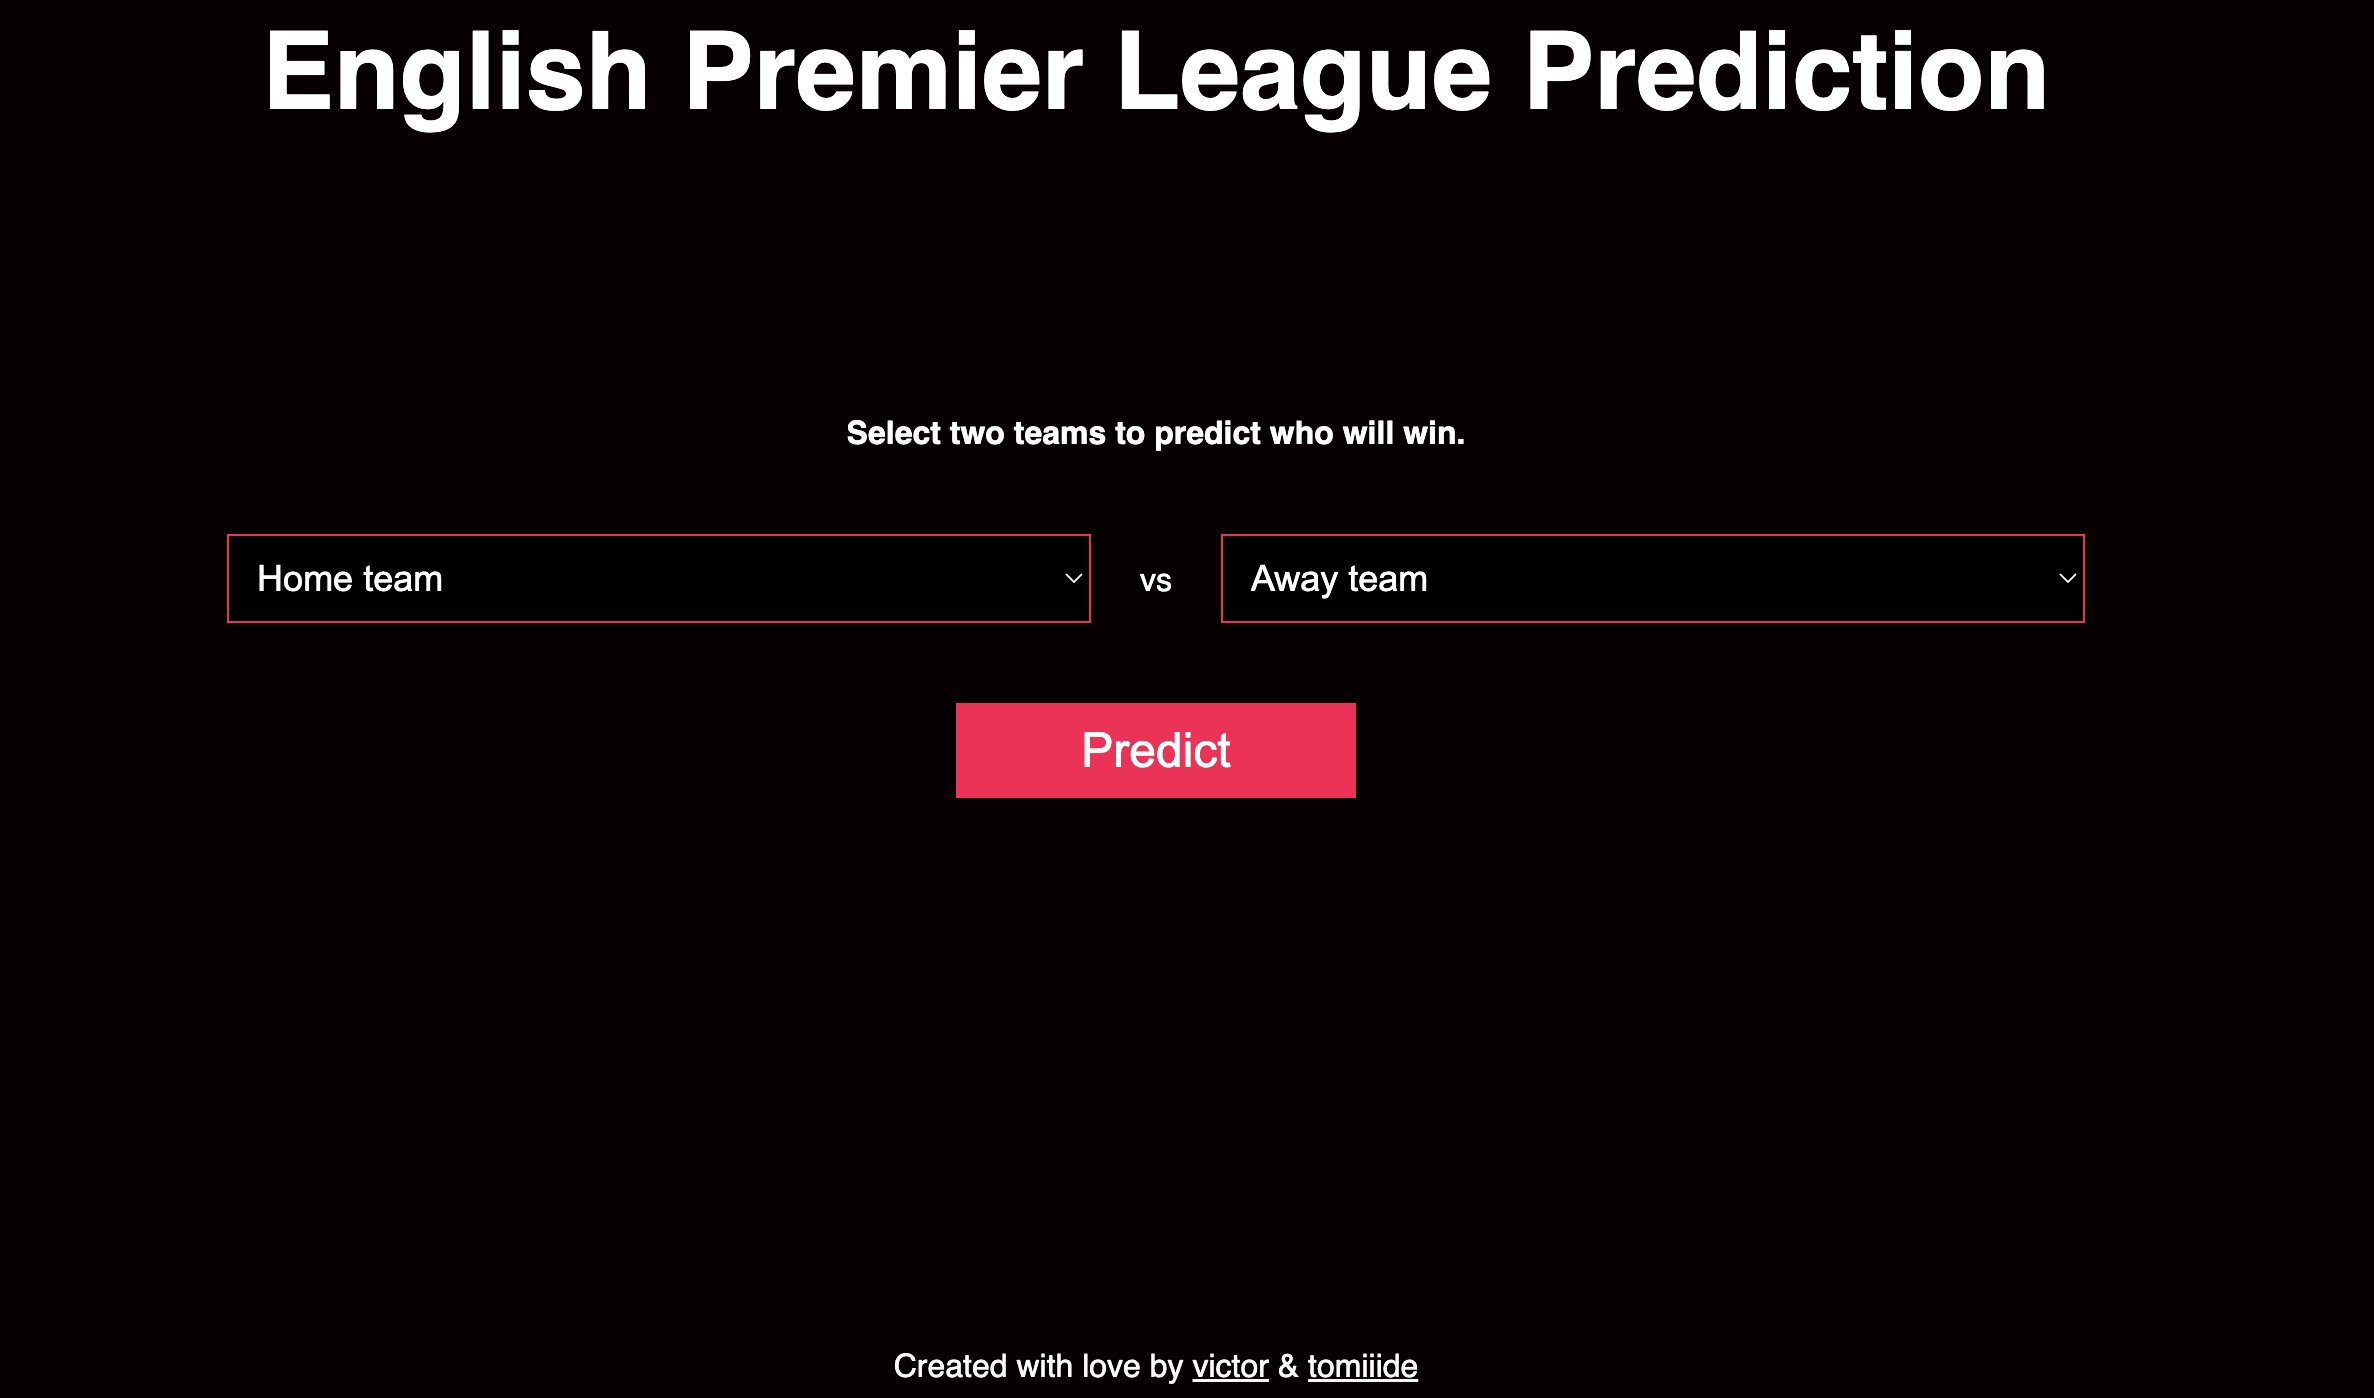 English Premier League Prediction
Select two teams to predict who will win.
Home team vs Away team
Predict
Created with love by victor & tomiiide